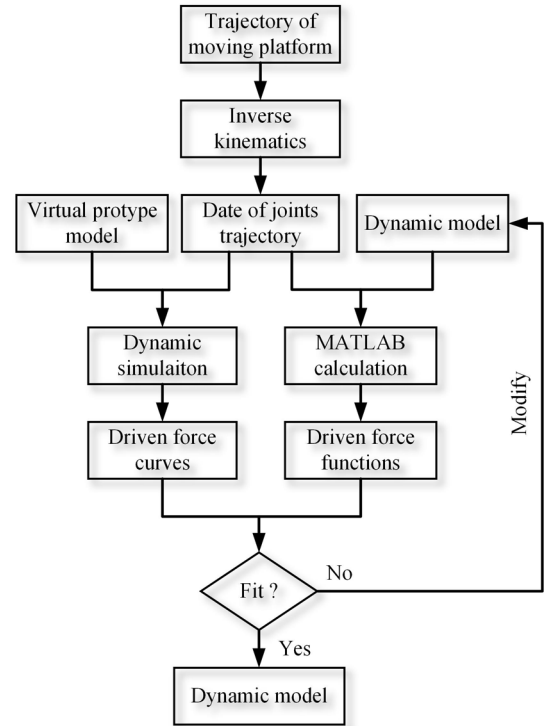 Trajectory of
moving platform
Inverse
kinematics
Virtual protype
model
Date of joints
trajectory
Dynamic model
Dynamic
simulaiton
MATLAB
calculation
Modify
Driven force
curves
Driven force
functions
Fit ?
No
Yes
Dynamic model